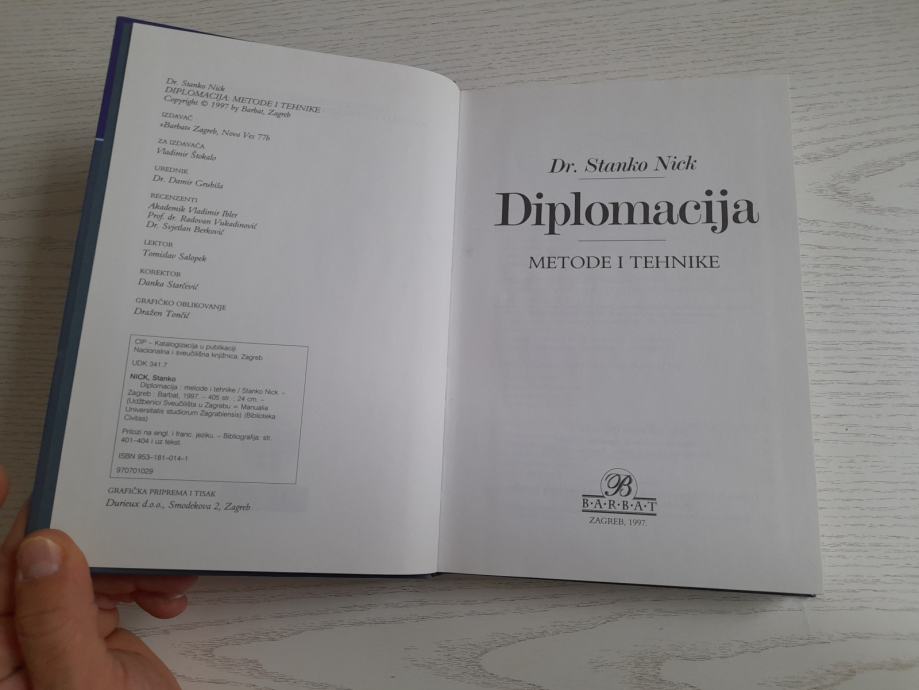 Dr. Stanko Nick
DIPLOMACIJA: METODE I TEHNIKE
Copyright © 1997 by Barbat, Zagreb
IZDAVAČ
»Barbat« Zagreb, Nova Ves 77b
ZA IZDAVAČA
Vladimir Štokalo
UREDNIK
Dr. Damir Grubiša
RECENZENTI
Akademik Vladimir Ibler
Prof. dr. Radovan Vukadinović
Dr. Svjetlan Berković
LEKTOR
Tomislav Salopek
KOREKTOR
Danka Starčević
GRAFIČKO OBLIKOVANJE
Dražen Tončić
CIP – Katalogizacija u publikaciji
Nacionalna i sveučilišna knjižnica, Zagreb
UDK 341.7
NICK, Stanko
Diplomacija : metode i tehnike / Stanko Nick. –
Zagreb : Barbat, 1997. – 405 str. ; 24 cm. –
(Udžbenici Sveučilišta u Zagrebu = Manualia
Universitatis studiorum Zagrabiensis) (Biblioteka
Civitas)
Prilozi na engl. i franc. jeziku. – Bibliografija: str.
401-404 i uz tekst.
ISBN 953-181-014-1
970701029
GRAFIČKA PRIPREMA I TISAK
Durieux d.o.o., Smodekova 2, Zagreb
Dr. Stanko Nick
Diplomacija
METODE I TEHNIKE
B
B·A·R·B·A·T
ZAGREB, 1997.